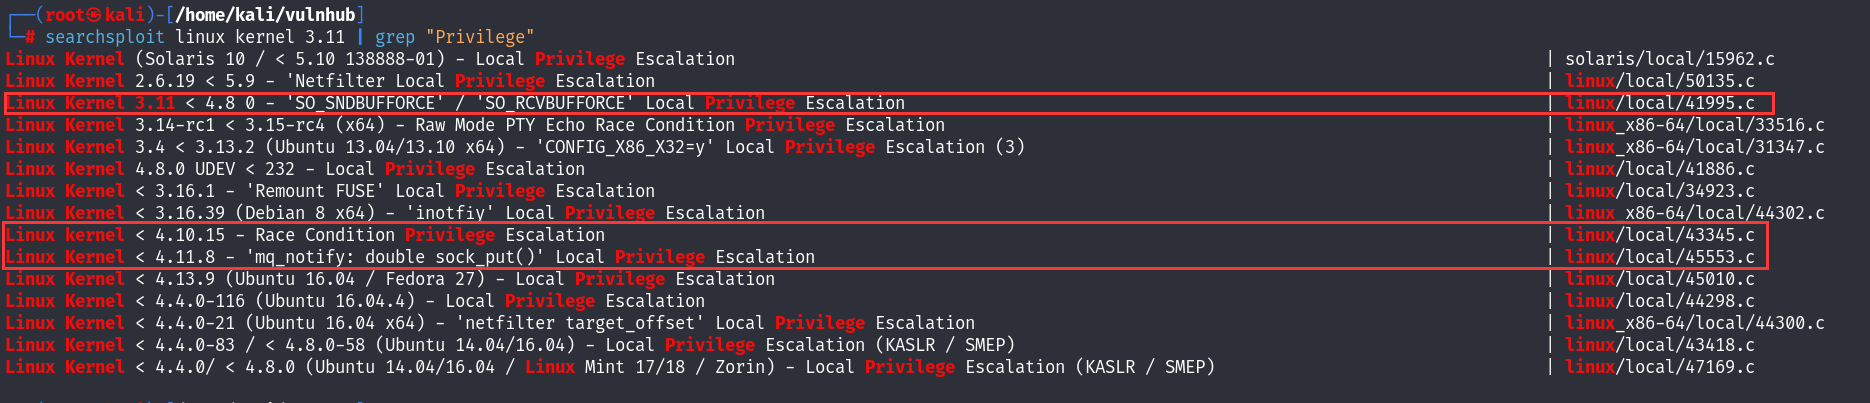 ┌──(root㉿kali)-[/home/kali/vulnhub]
└─# searchsploit linux kernel 3.11 | grep "Privilege"
Linux Kernel (Solaris 10 / < 5.10 138888-01) - Local Privilege Escalation | solaris/local/15962.c
Linux Kernel 2.6.19 < 5.9 - 'Netfilter Local Privilege Escalation | linux/local/50135.c
Linux Kernel 3.11 < 4.8 0 - 'SO_SNDBUFFORCE' / 'SO_RCVBUFFORCE' Local Privilege Escalation | linux/local/41995.c
Linux Kernel 3.14-rc1 < 3.15-rc4 (x64) - Raw Mode PTY Echo Race Condition Privilege Escalation | linux_x86-64/local/33516.c
Linux Kernel 3.4 < 3.13.2 (Ubuntu 13.04/13.10 x64) - 'CONFIG_X86_X32=y' Local Privilege Escalation (3) | linux_x86-64/local/31347.c
Linux Kernel 4.8.0 UDEV < 232 - Local Privilege Escalation | linux/local/41886.c
Linux Kernel < 3.16.1 - 'Remount FUSE' Local Privilege Escalation | linux/local/34923.c
Linux Kernel < 3.16.39 (Debian 8 x64) - 'inotfiy' Local Privilege Escalation | linux_x86-64/local/44302.c
Linux kernel < 4.10.15 - Race Condition Privilege Escalation | linux/local/43345.c
Linux Kernel < 4.11.8 - 'mq_notify: double sock_put()' Local Privilege Escalation | linux/local/45553.c
Linux Kernel < 4.13.9 (Ubuntu 16.04 / Fedora 27) - Local Privilege Escalation | linux/local/45010.c
Linux Kernel < 4.4.0-116 (Ubuntu 16.04.4) - Local Privilege Escalation | linux/local/44298.c
Linux Kernel < 4.4.0-21 (Ubuntu 16.04 x64) - 'netfilter target_offset' Local Privilege Escalation | linux_x86-64/local/44300.c
Linux Kernel < 4.4.0-83 / < 4.8.0-58 (Ubuntu 14.04/16.04) - Local Privilege Escalation (KASLR / SMEP) | linux/local/43418.c
Linux Kernel < 4.4.0/ < 4.8.0 (Ubuntu 14.04/16.04 / Linux Mint 17/18 / Zorin) - Local Privilege Escalation (KASLR / SMEP) | linux/local/47169.c